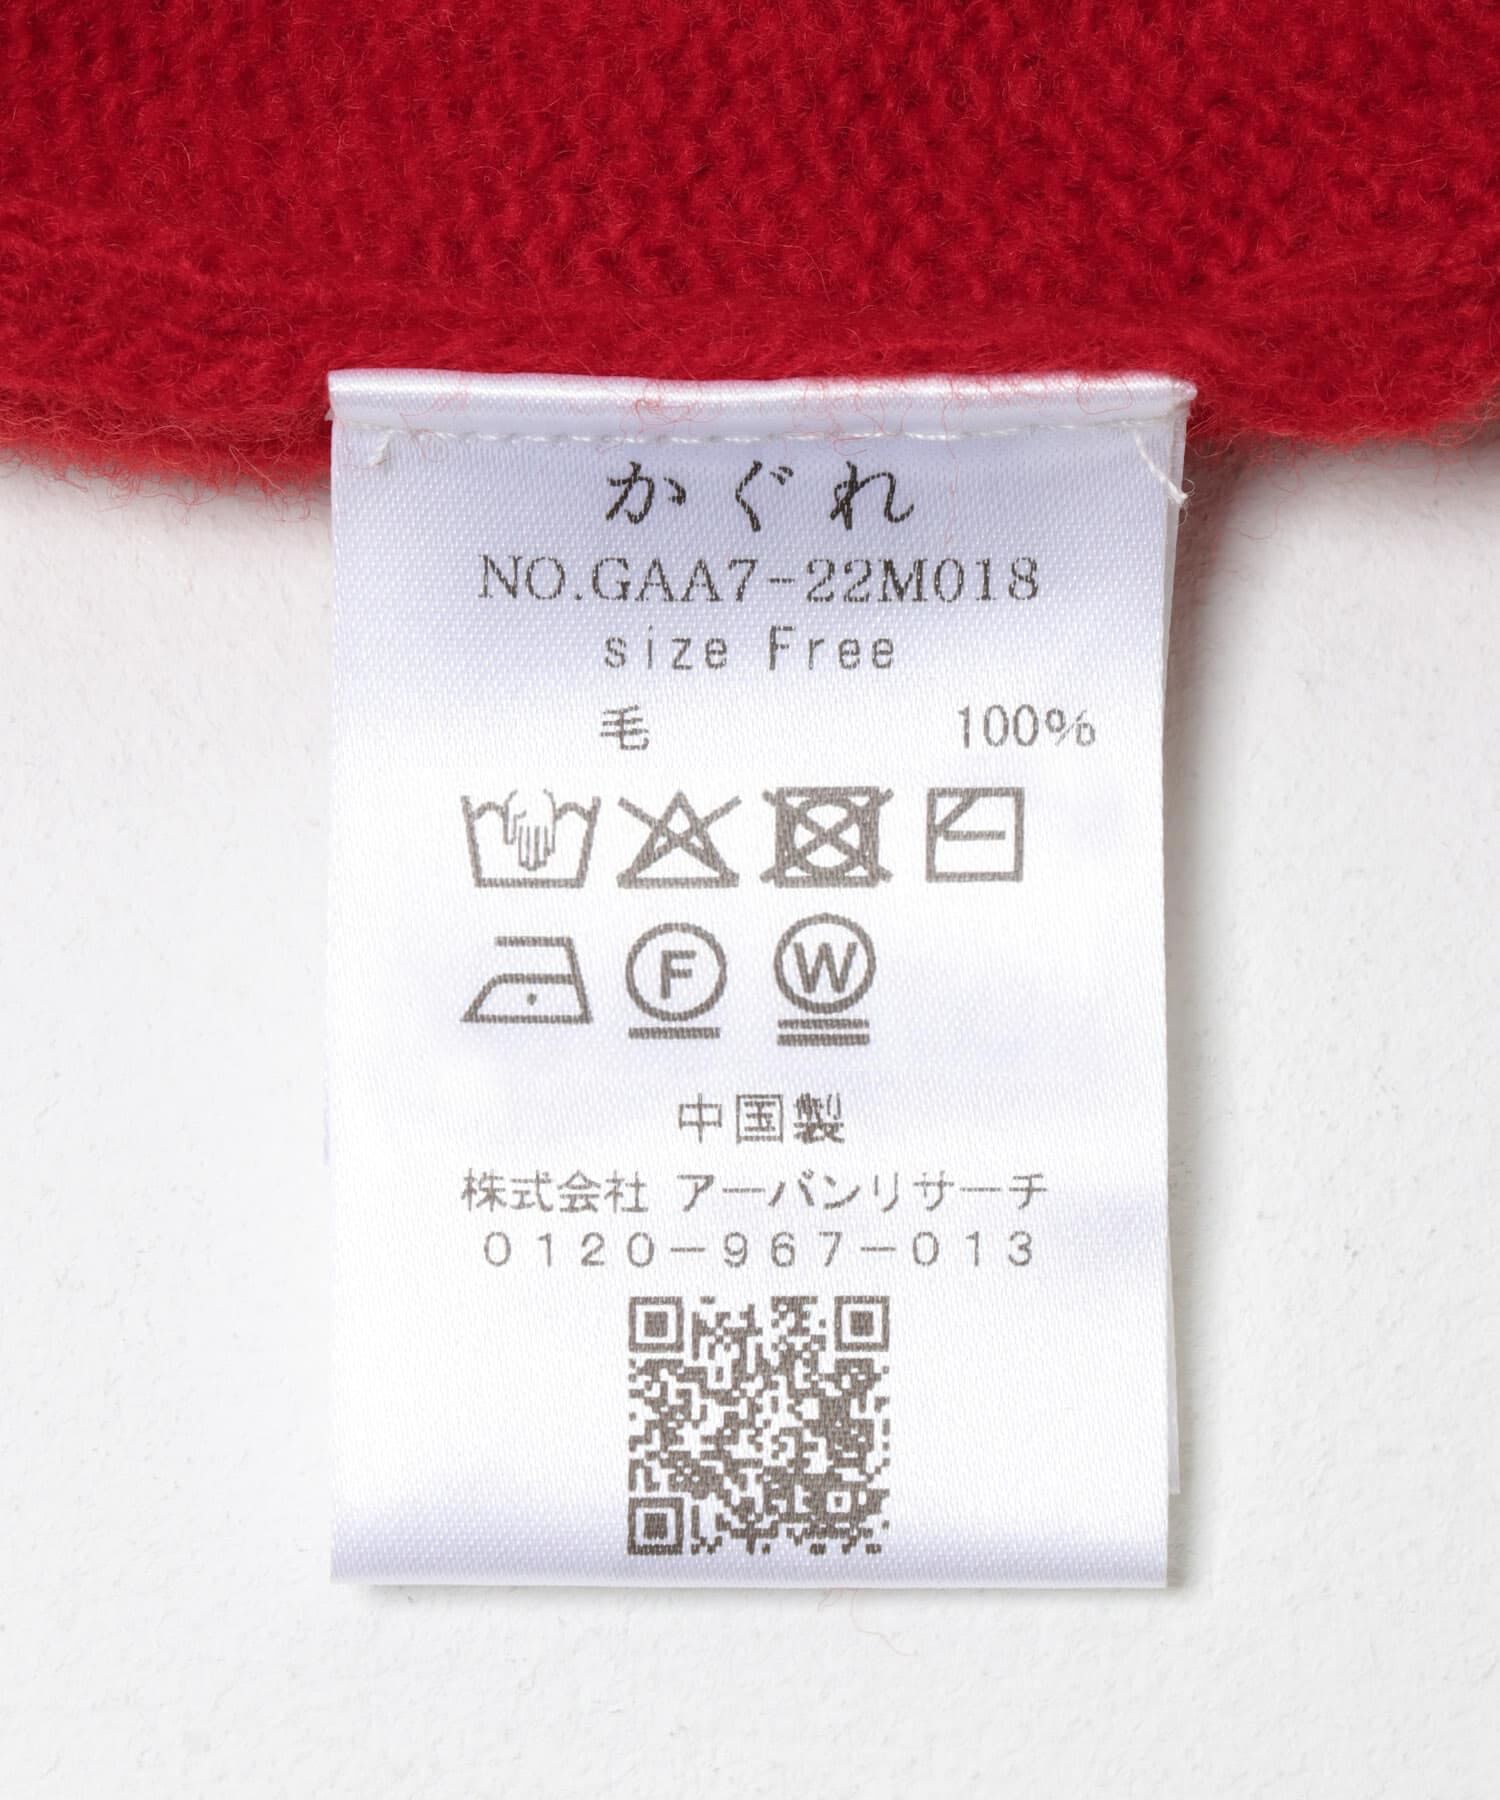 かぐれ
NO.GAA7-22M018
size Free
毛 100%
F W
中国製
株式会社 アーバンリサーチ
0120-967-013